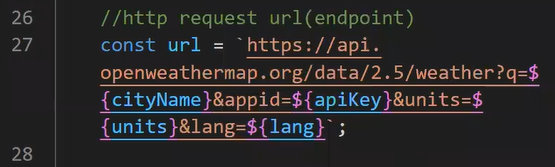 26 //http request url(endpoint)
27 const url = `https://api.
openweathermap.org/data/2.5/weather?q=$
{cityName}&appid=${apiKey}&units=$
{units}&lang=${lang}`;
28